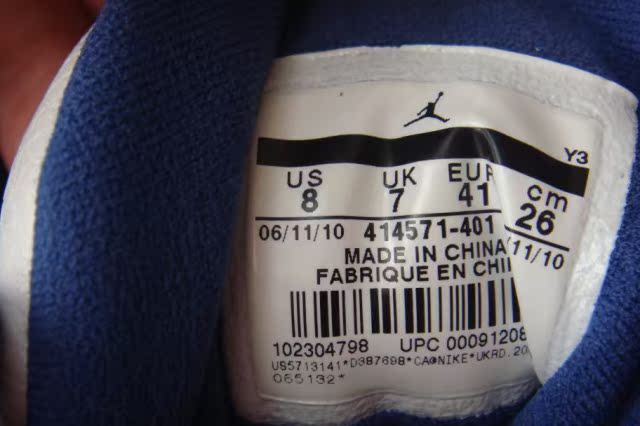 Y3
US UK EUR cm
8 7 41 26
06/11/10 414571-401 11/10
MADE IN CHINA
FABRIQUE EN CHI
102304798 UPC 00091208
US5713141*D387698*CA@NIKE*UKRD.20
065132*